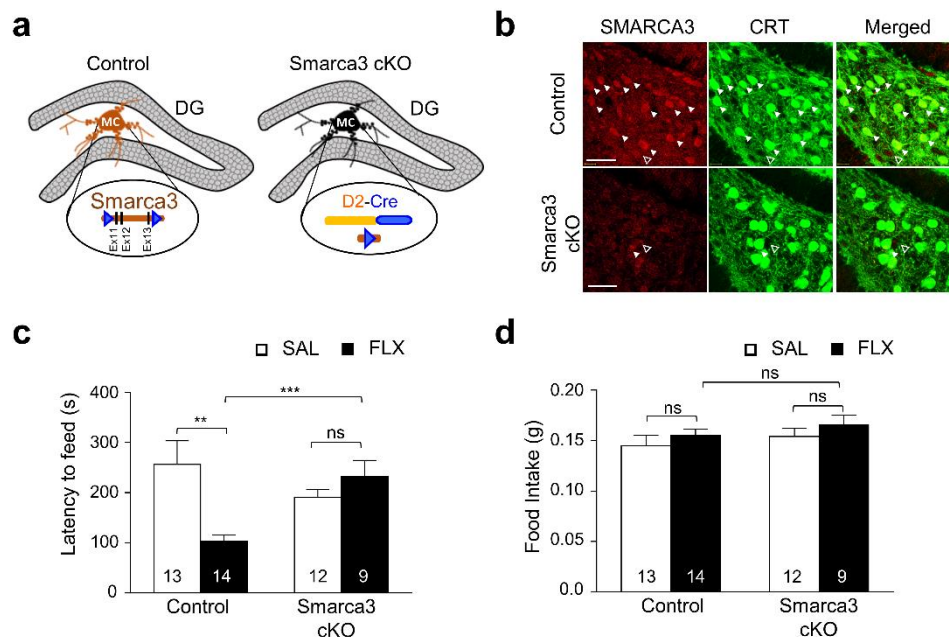 a
Control
Smarca3 cKO
DG
DG
MC
MC
Smarca3
Ex11
Ex12
Ex13
D2-Cre
b
SMARCA3
CRT
Merged
Control
Smarca3
cKO
c
SAL
FLX
Latency to feed (s)
400
300
200
100
0
**
***
ns
13
14
12
9
Control
Smarca3
cKO
d
SAL
FLX
Food Intake (g)
0.20
0.15
0.10
0.05
0.0
ns
ns
ns
13
14
12
9
Control
Smarca3
cKO